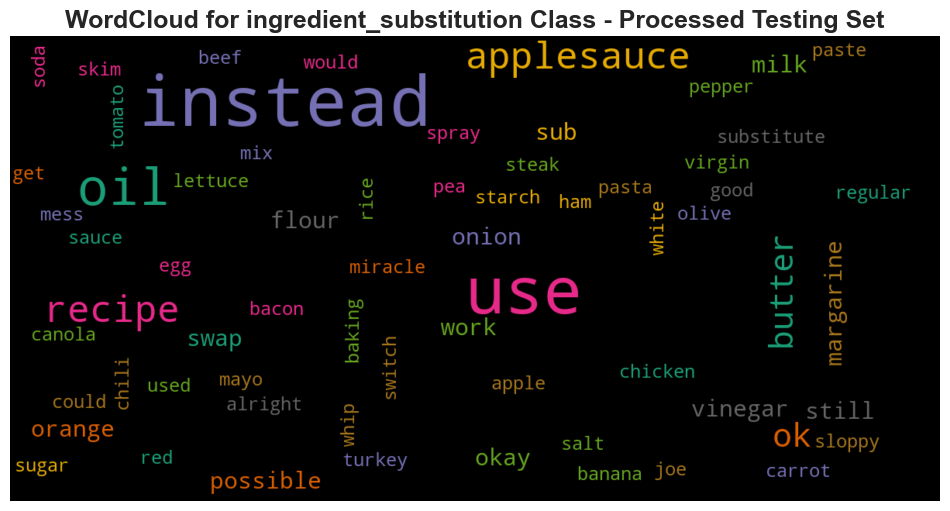 WordCloud for ingredient_substitution Class - Processed Testing Set
soda
skim
beef
would
applesauce
milk
paste
tomato
instead
pepper
spray
sub
substitute
mix
get
oil
lettuce
rice
steak
virgin
pea
starch
ham
pasta
good
regular
mess
flour
white
olive
sauce
onion
egg
miracle
use
butter
margarine
recipe
bacon
canola
swap
baking
work
switch
chili
used
mayo
apple
chicken
could
alright
whip
vinegar
still
orange
ok
sloppy
sugar
red
turkey
okay
salt
banana
joe
carrot
possible